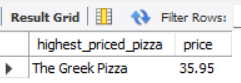 Result Grid Filter Rows:
highest_priced_pizza price
The Greek Pizza 35.95